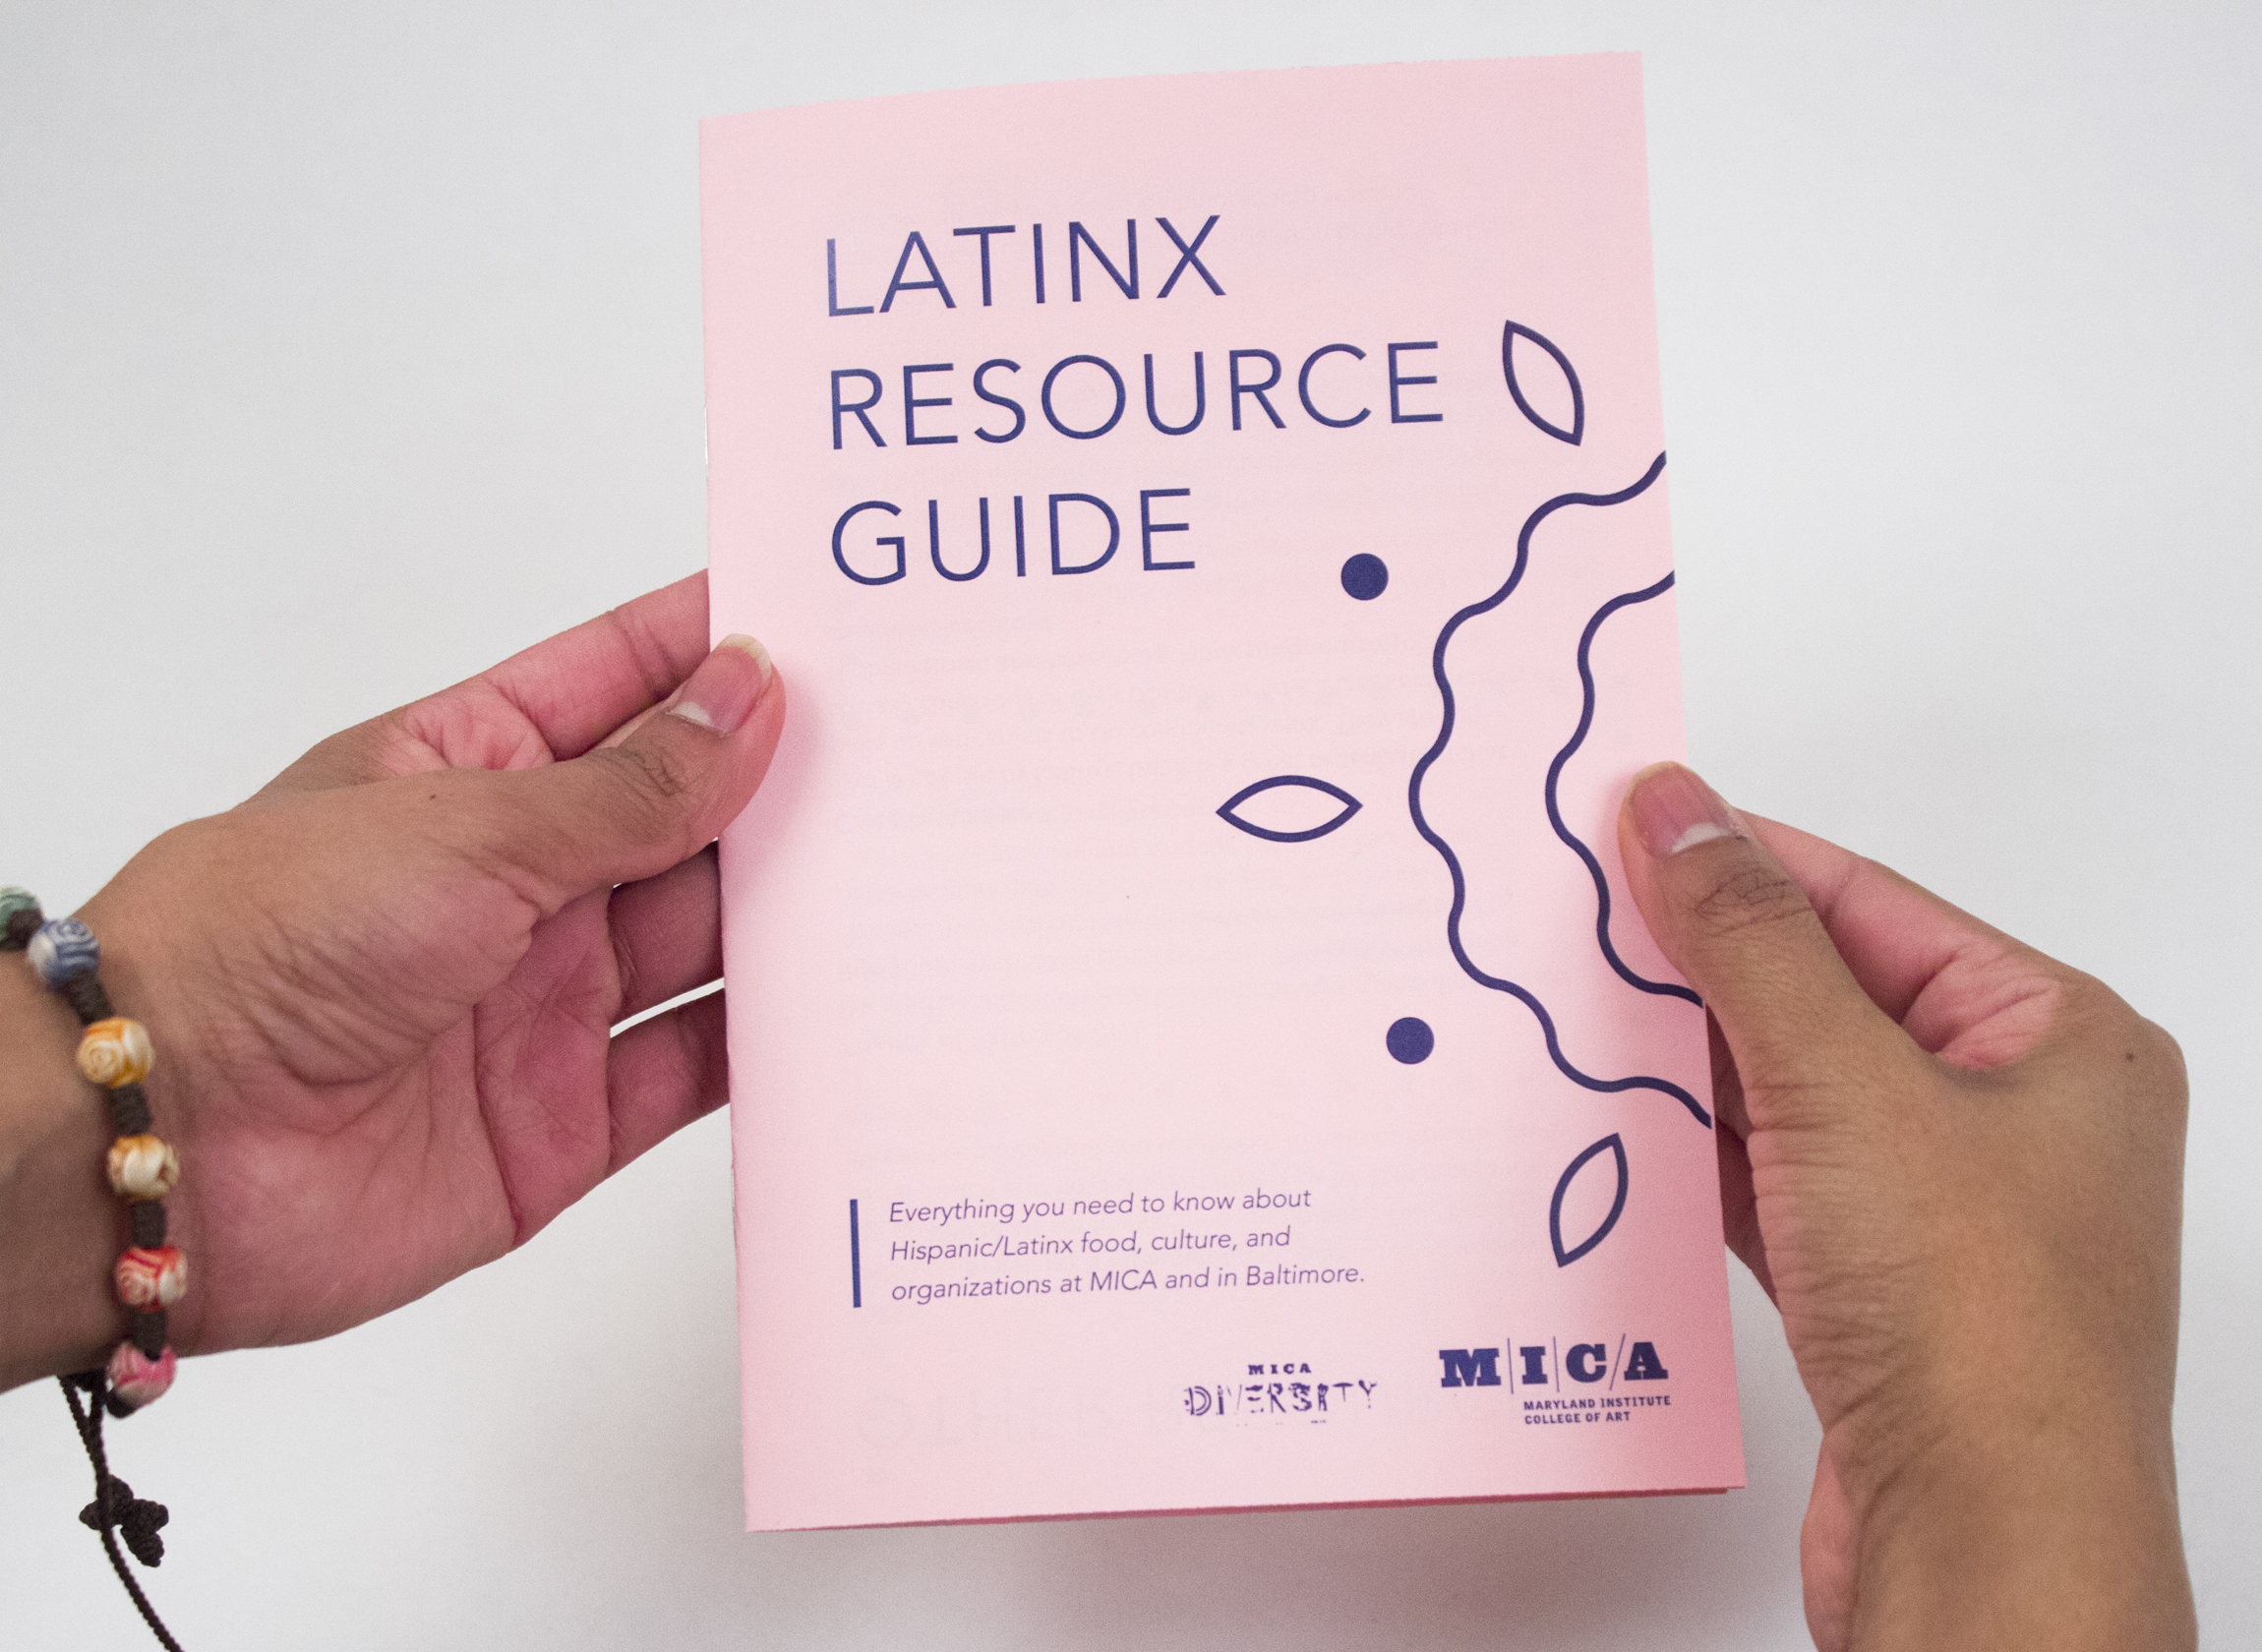 LATINX
RESOURCE
GUIDE
Everything you need to know about
Hispanic/Latinx food, culture, and
organizations at MICA and in Baltimore.
MICA
DIVERSITY
M|I|C/A
MARYLAND INSTITUTE
COLLEGE OF ART